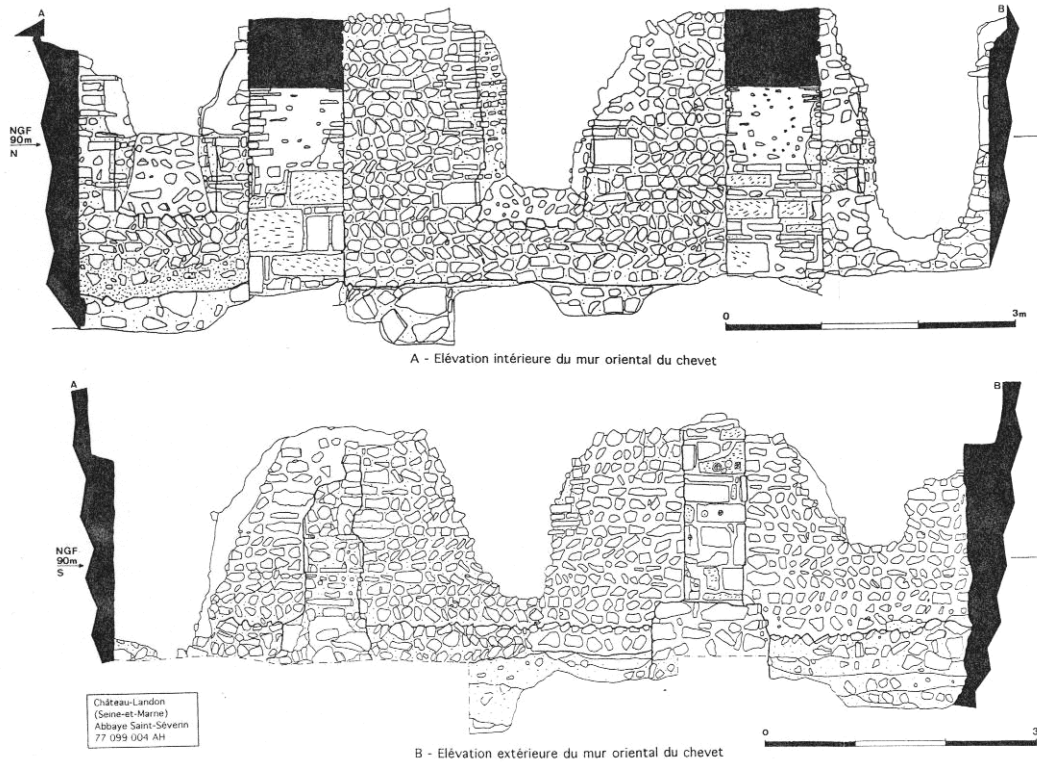 A
B
NGF
90m
N
0
3m
A - Elévation intérieure du mur oriental du chevet
A
B
NGF
90m
S
Château-Landon
(Seine-et-Marne)
Abbaye Saint-Séverin
77 099 004 AH
0
3
B - Elévation extérieure du mur oriental du chevet